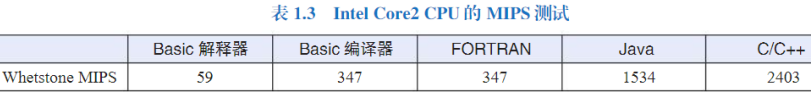 表 1.3 Intel Core2 CPU 的 MIPS 测试
Basic 解释器 Basic 编译器 FORTRAN Java C/C++
Whetstone MIPS 59 347 347 1534 2403